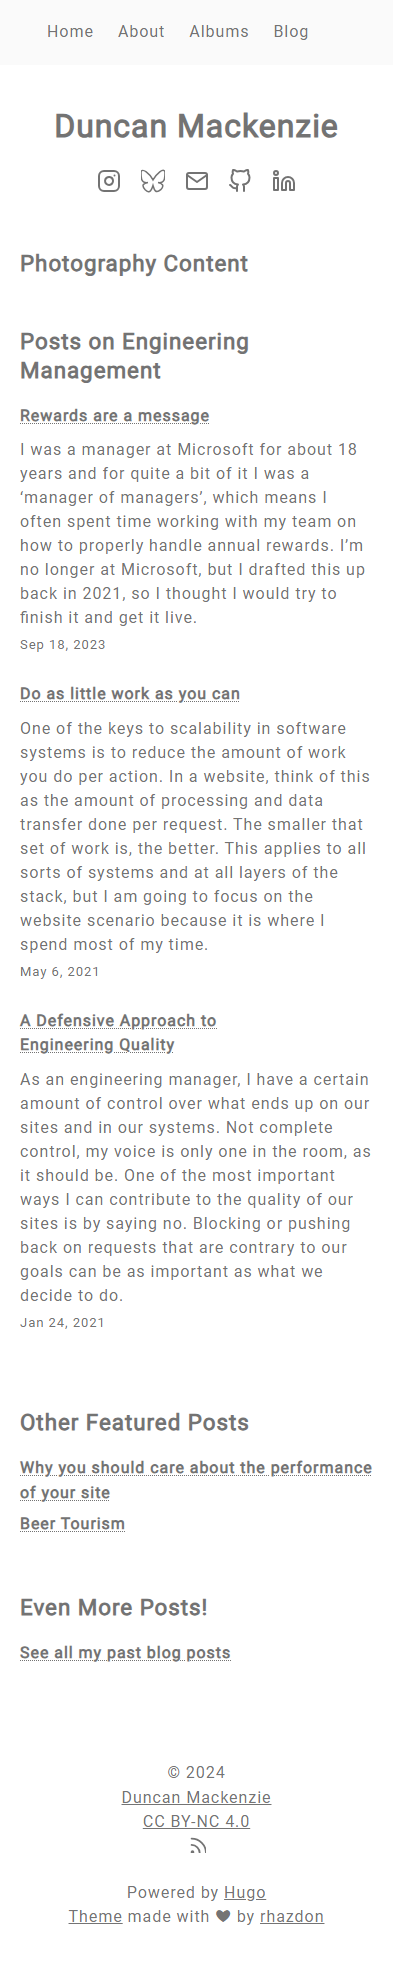 Home About Albums Blog
Duncan Mackenzie
Photography Content
Posts on Engineering
Management
Rewards are a message
I was a manager at Microsoft for about 18
years and for quite a bit of it I was a
‘manager of managers’, which means I
often spent time working with my team on
how to properly handle annual rewards. I’m
no longer at Microsoft, but I drafted this up
back in 2021, so I thought I would try to
finish it and get it live.
Sep 18, 2023
Do as little work as you can
One of the keys to scalability in software
systems is to reduce the amount of work
you do per action. In a website, think of this
as the amount of processing and data
transfer done per request. The smaller that
set of work is, the better. This applies to all
sorts of systems and at all layers of the
stack, but I am going to focus on the
website scenario because it is where I
spend most of my time.
May 6, 2021
A Defensive Approach to
Engineering Quality
As an engineering manager, I have a certain
amount of control over what ends up on our
sites and in our systems. Not complete
control, my voice is only one in the room, as
it should be. One of the most important
ways I can contribute to the quality of our
sites is by saying no. Blocking or pushing
back on requests that are contrary to our
goals can be as important as what we
decide to do.
Jan 24, 2021
Other Featured Posts
Why you should care about the performance
of your site
Beer Tourism
Even More Posts!
See all my past blog posts
© 2024
Duncan Mackenzie
CC BY-NC 4.0
Powered by Hugo
Theme made with ❤ by rhazdon